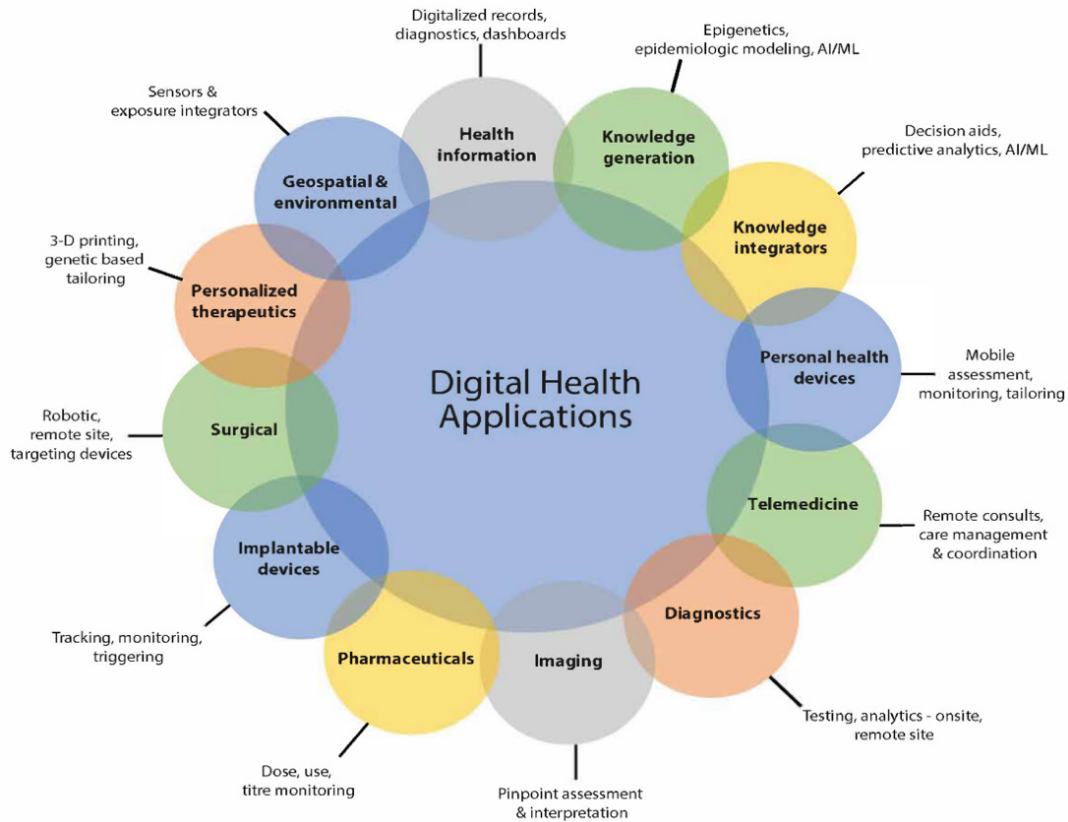 Digitalized records,
diagnostics, dashboards
Health
information
Epigenetics,
epidemiologic modeling, AI/ML
Knowledge
generation
Decision aids,
predictive analytics, AI/ML
Knowledge
integrators
Personal health
devices
Mobile
assessment,
monitoring, tailoring
Telemedicine
Remote consults,
care management
& coordination
Diagnostics
Testing, analytics - onsite,
remote site
Imaging
Pinpoint assessment
& interpretation
Pharmaceuticals
Dose, use,
titre monitoring
Implantable
devices
Tracking, monitoring,
triggering
Surgical
Robotic,
remote site,
targeting devices
Personalized
therapeutics
3-D printing,
genetic based
tailoring
Geospatial &
environmental
Sensors &
exposure integrators
Digital Health
Applications